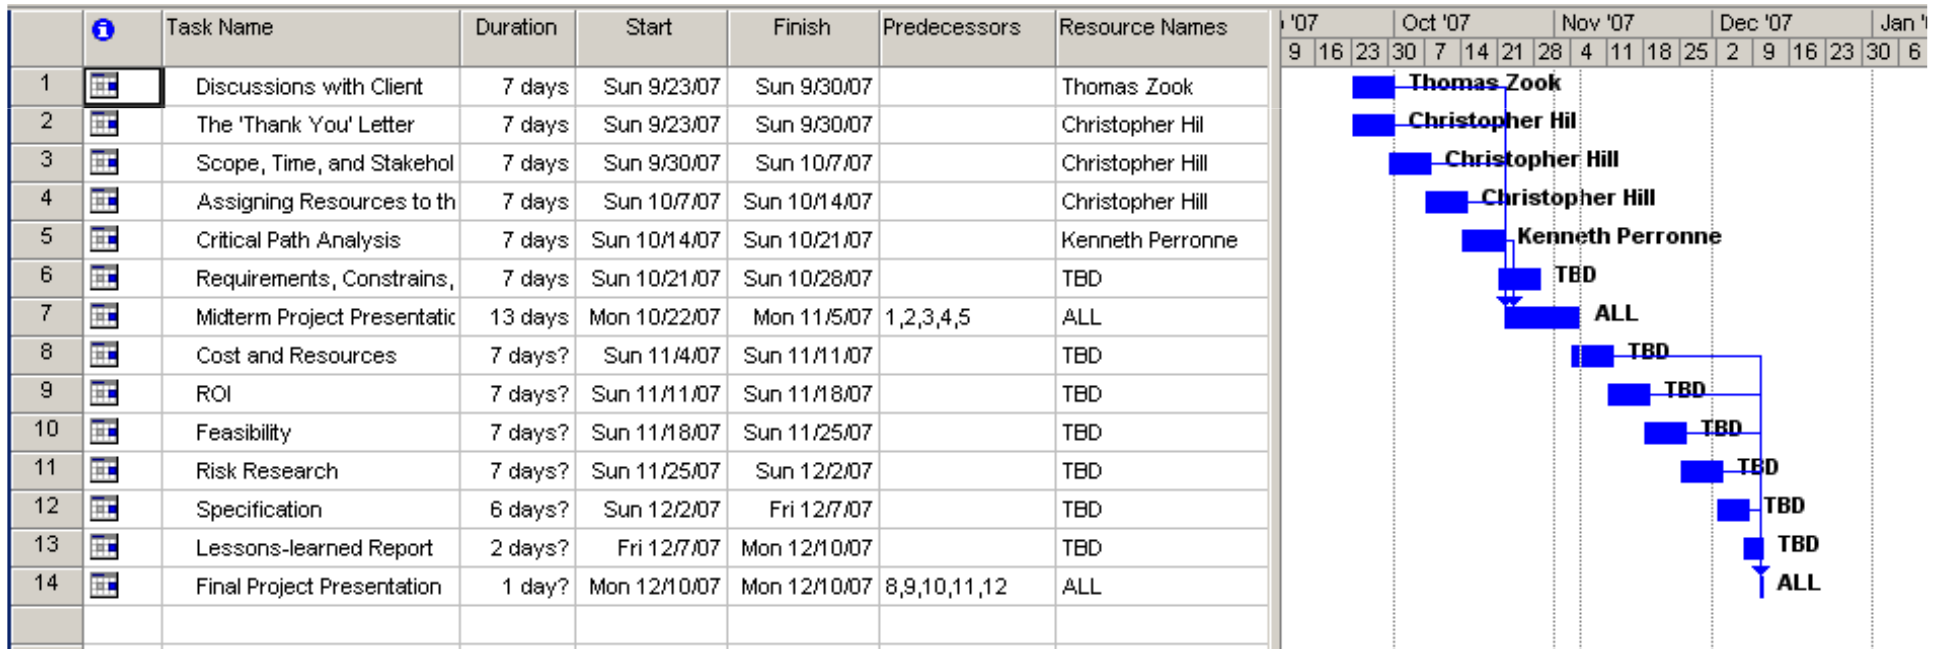 Task Name Duration Start Finish Predecessors Resource Names '07 Oct '07 Nov '07 Dec '07 Jan '
9 16 23 30 7 14 21 28 4 11 18 25 2 9 16 23 30 6
1 Discussions with Client 7 days Sun 9/23/07 Sun 9/30/07 Thomas Zook Thomas Zook
2 The 'Thank You' Letter 7 days Sun 9/23/07 Sun 9/30/07 Christopher Hil Christopher Hil
3 Scope, Time, and Stakehol 7 days Sun 9/30/07 Sun 10/7/07 Christopher Hill Christopher Hill
4 Assigning Resources to th 7 days Sun 10/7/07 Sun 10/14/07 Christopher Hill Christopher Hill
5 Critical Path Analysis 7 days Sun 10/14/07 Sun 10/21/07 Kenneth Perronne Kenneth Perronne
6 Requirements, Constrains, 7 days Sun 10/21/07 Sun 10/28/07 TBD TBD
7 Midterm Project Presentatic 13 days Mon 10/22/07 Mon 11/5/07 1,2,3,4,5 ALL ALL
8 Cost and Resources 7 days? Sun 11/4/07 Sun 11/11/07 TBD TBD
9 ROI 7 days? Sun 11/11/07 Sun 11/18/07 TBD TBD
10 Feasibility 7 days? Sun 11/18/07 Sun 11/25/07 TBD TBD
11 Risk Research 7 days? Sun 11/25/07 Sun 12/2/07 TBD TBD
12 Specification 6 days? Sun 12/2/07 Fri 12/7/07 TBD TBD
13 Lessons-learned Report 2 days? Fri 12/7/07 Mon 12/10/07 TBD TBD
14 Final Project Presentation 1 day? Mon 12/10/07 Mon 12/10/07 8,9,10,11,12 ALL ALL